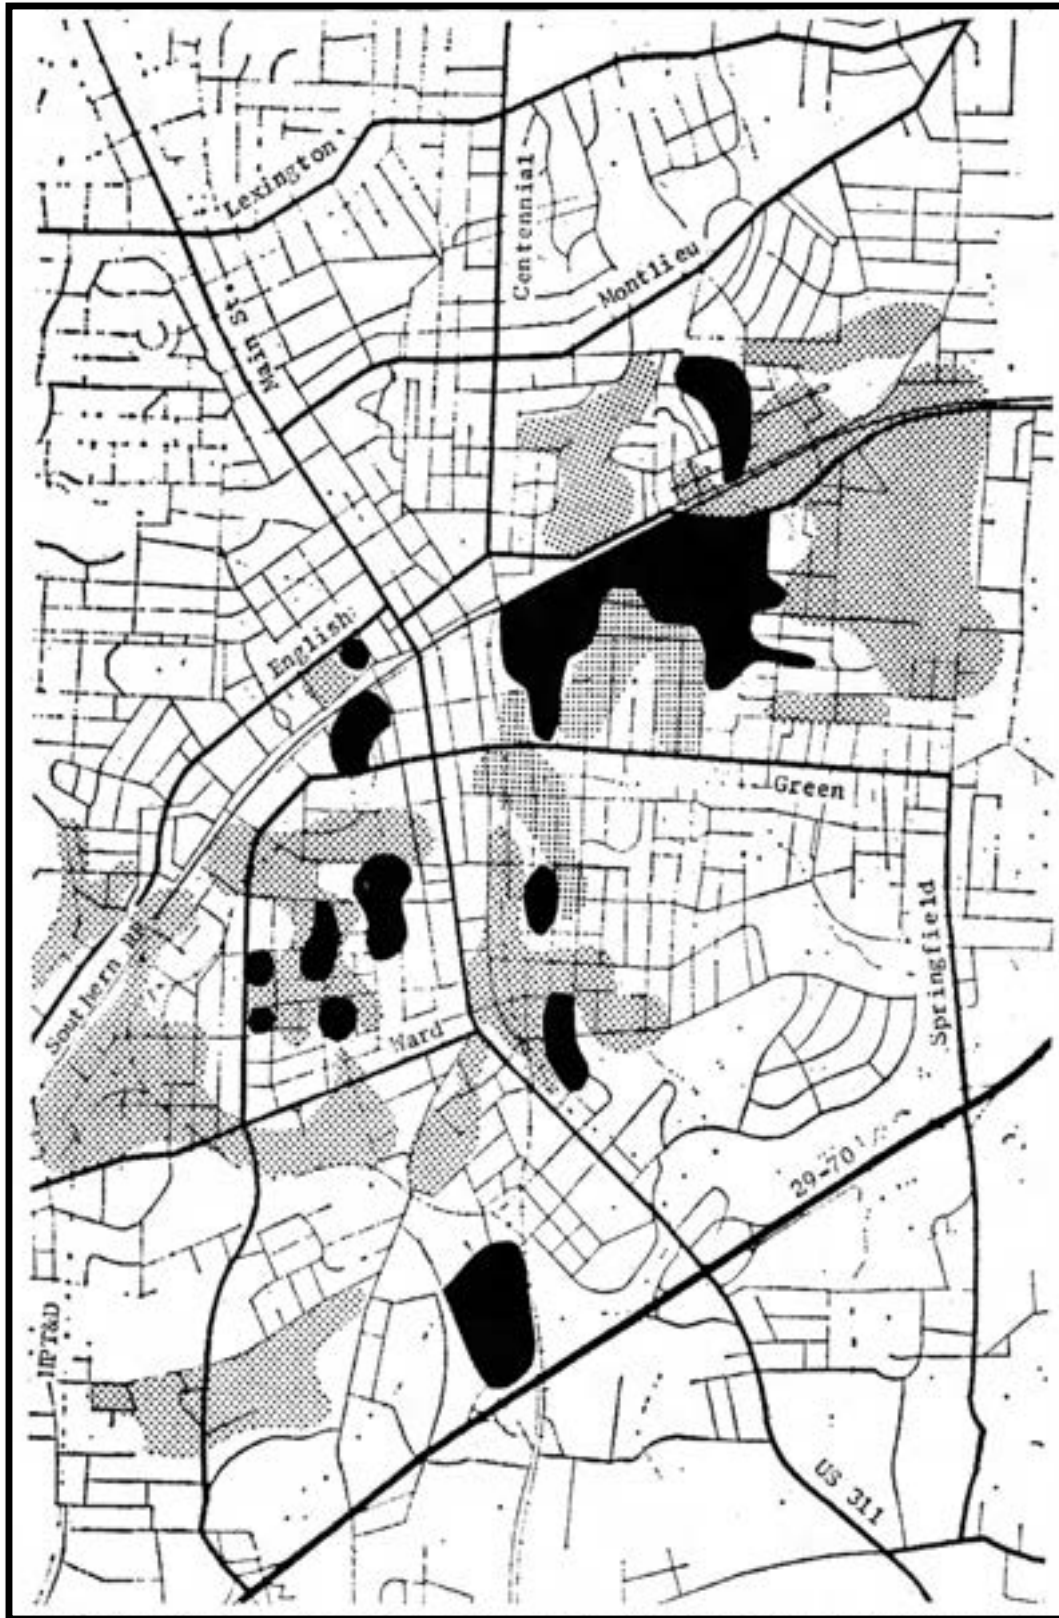 Lexington
Centennial
Main St.
Montlieu
English
Green
Springfield
Southern RR
Ward
29-70
HPT&D
US 311